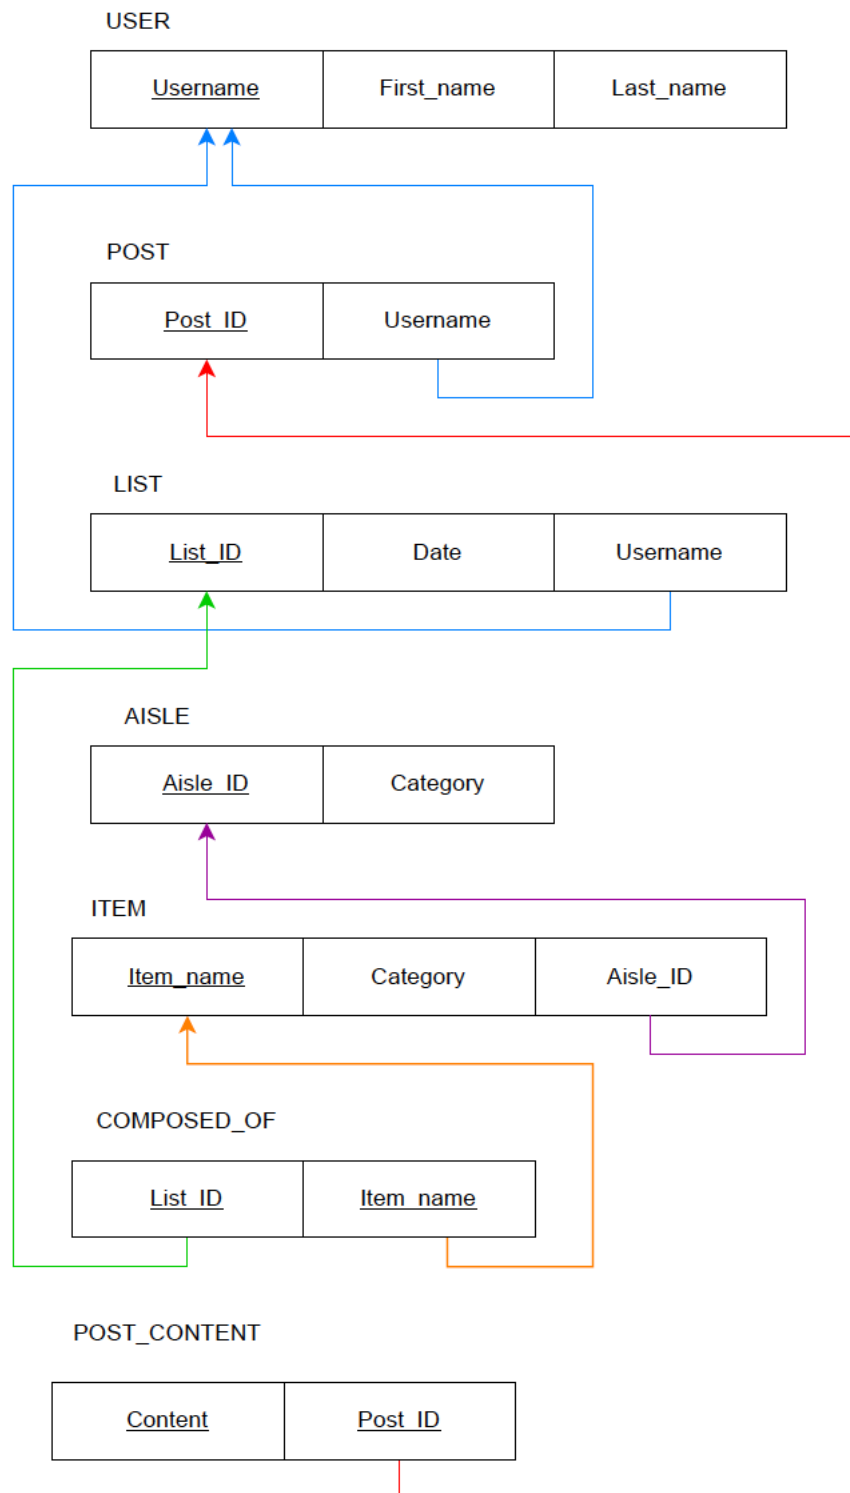 USER
Username First_name Last_name
POST
Post_ID Username
LIST
List_ID Date Username
AISLE
Aisle_ID Category
ITEM
Item_name Category Aisle_ID
COMPOSED_OF
List_ID Item_name
POST_CONTENT
Content Post_ID